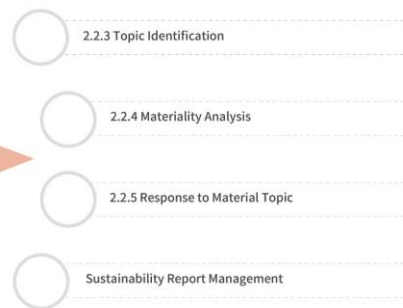 2.2.3 Topic Identification
2.2.4 Materiality Analysis
2.2.5 Response to Material Topic
Sustainability Report Management